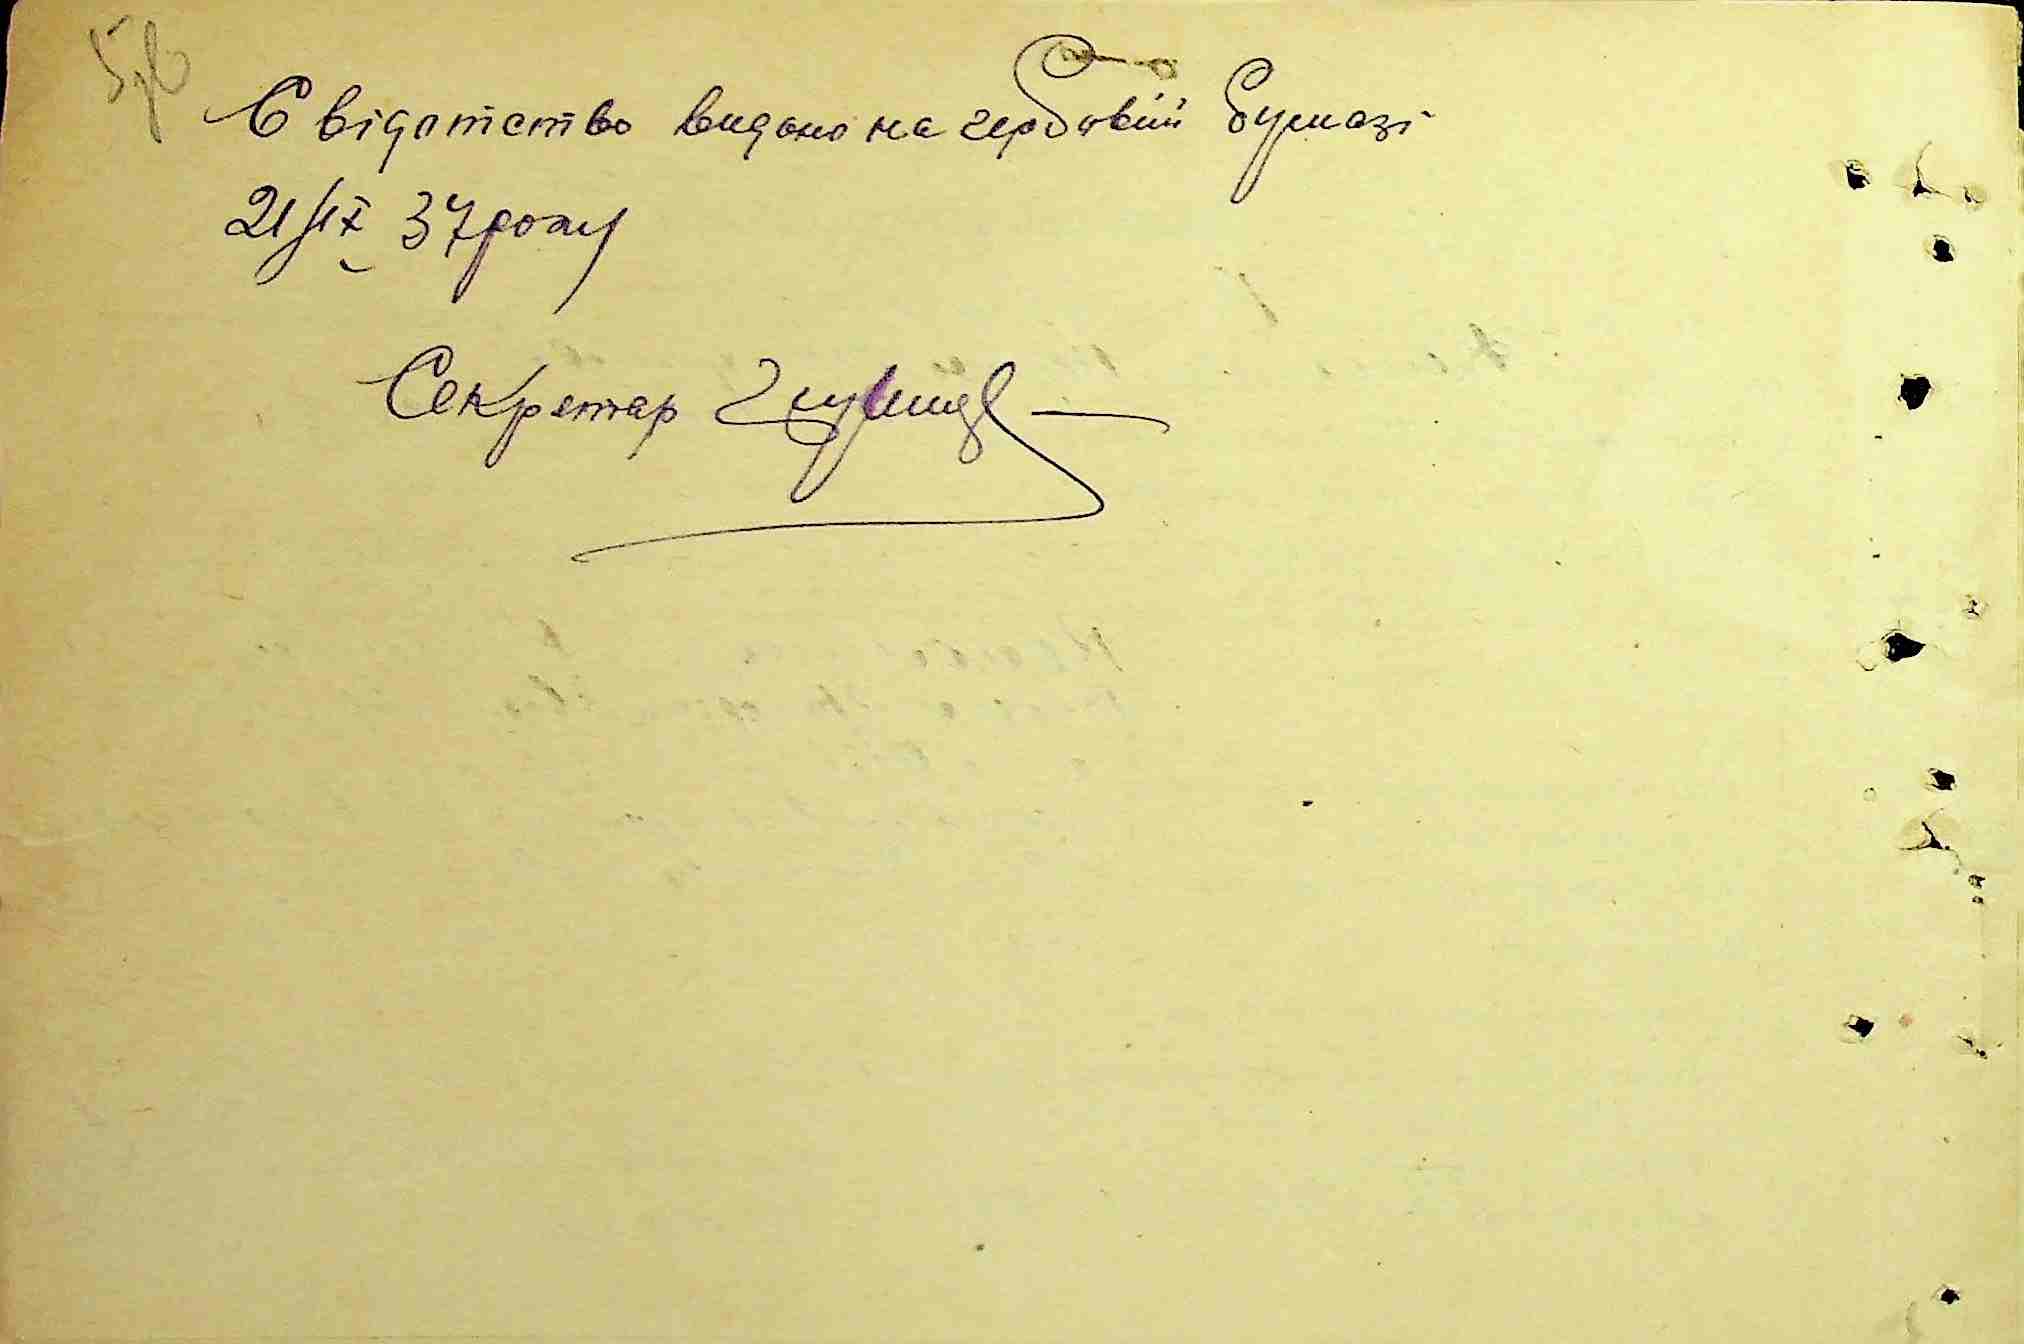 Свідотство видано на гербовій бумазі
21/IX 37 року
Секретар